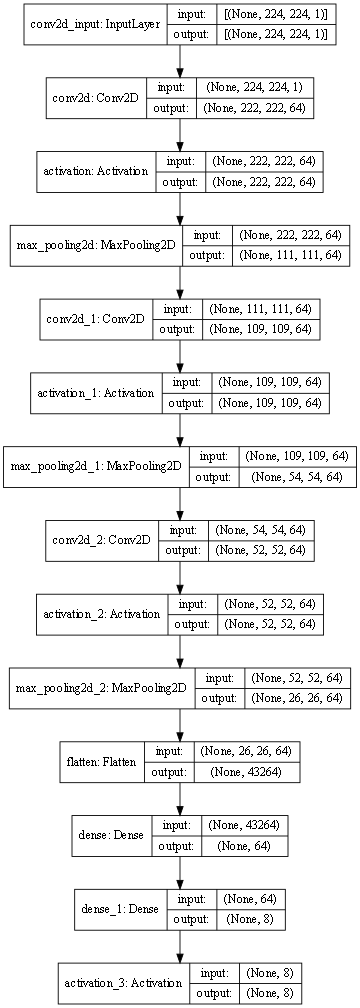 conv2d_input: InputLayer
input: [(None, 224, 224, 1)]
output: [(None, 224, 224, 1)]
conv2d: Conv2D
input: (None, 224, 224, 1)
output: (None, 222, 222, 64)
activation: Activation
input: (None, 222, 222, 64)
output: (None, 222, 222, 64)
max_pooling2d: MaxPooling2D
input: (None, 222, 222, 64)
output: (None, 111, 111, 64)
conv2d_1: Conv2D
input: (None, 111, 111, 64)
output: (None, 109, 109, 64)
activation_1: Activation
input: (None, 109, 109, 64)
output: (None, 109, 109, 64)
max_pooling2d_1: MaxPooling2D
input: (None, 109, 109, 64)
output: (None, 54, 54, 64)
conv2d_2: Conv2D
input: (None, 54, 54, 64)
output: (None, 52, 52, 64)
activation_2: Activation
input: (None, 52, 52, 64)
output: (None, 52, 52, 64)
max_pooling2d_2: MaxPooling2D
input: (None, 52, 52, 64)
output: (None, 26, 26, 64)
flatten: Flatten
input: (None, 26, 26, 64)
output: (None, 43264)
dense: Dense
input: (None, 43264)
output: (None, 64)
dense_1: Dense
input: (None, 64)
output: (None, 8)
activation_3: Activation
input: (None, 8)
output: (None, 8)